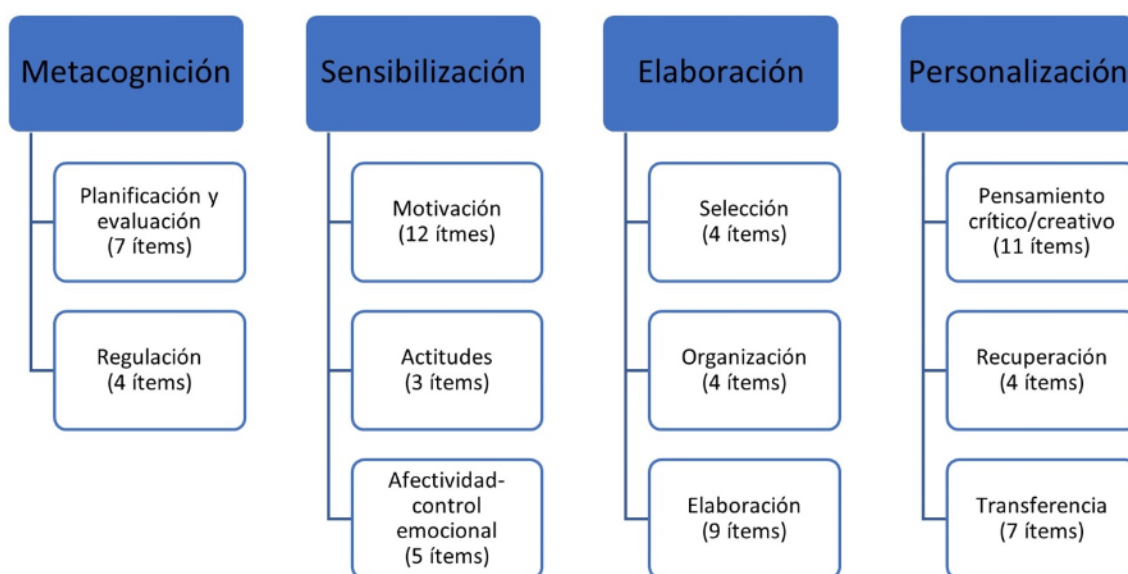 Metacognición
Planificación y
evaluación
(7 ítems)
Regulación
(4 ítems)
Sensibilización
Motivación
(12 ítmes)
Actitudes
(3 ítems)
Afectividad-
control
emocional
(5 ítems)
Elaboración
Selección
(4 ítems)
Organización
(4 ítems)
Elaboración
(9 ítems)
Personalización
Pensamiento
crítico/creativo
(11 ítems)
Recuperación
(4 ítems)
Transferencia
(7 ítems)